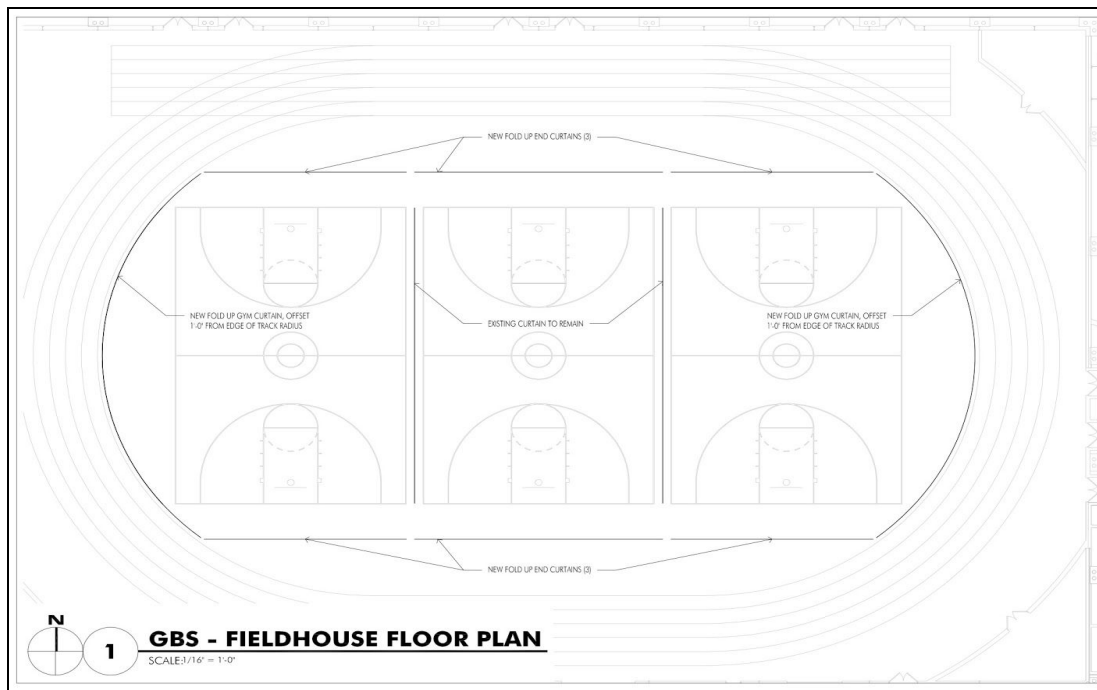 NEW FOLD UP END CURTAINS (3)
NEW FOLD UP GYM CURTAIN, OFFSET
1'-0" FROM EDGE OF TRACK RADIUS
EXISTING CURTAIN TO REMAIN
NEW FOLD UP GYM CURTAIN, OFFSET
1'-0" FROM EDGE OF TRACK RADIUS
NEW FOLD UP END CURTAINS (3)
N
1
GBS - FIELDHOUSE FLOOR PLAN
SCALE:1/16" = 1'-0"